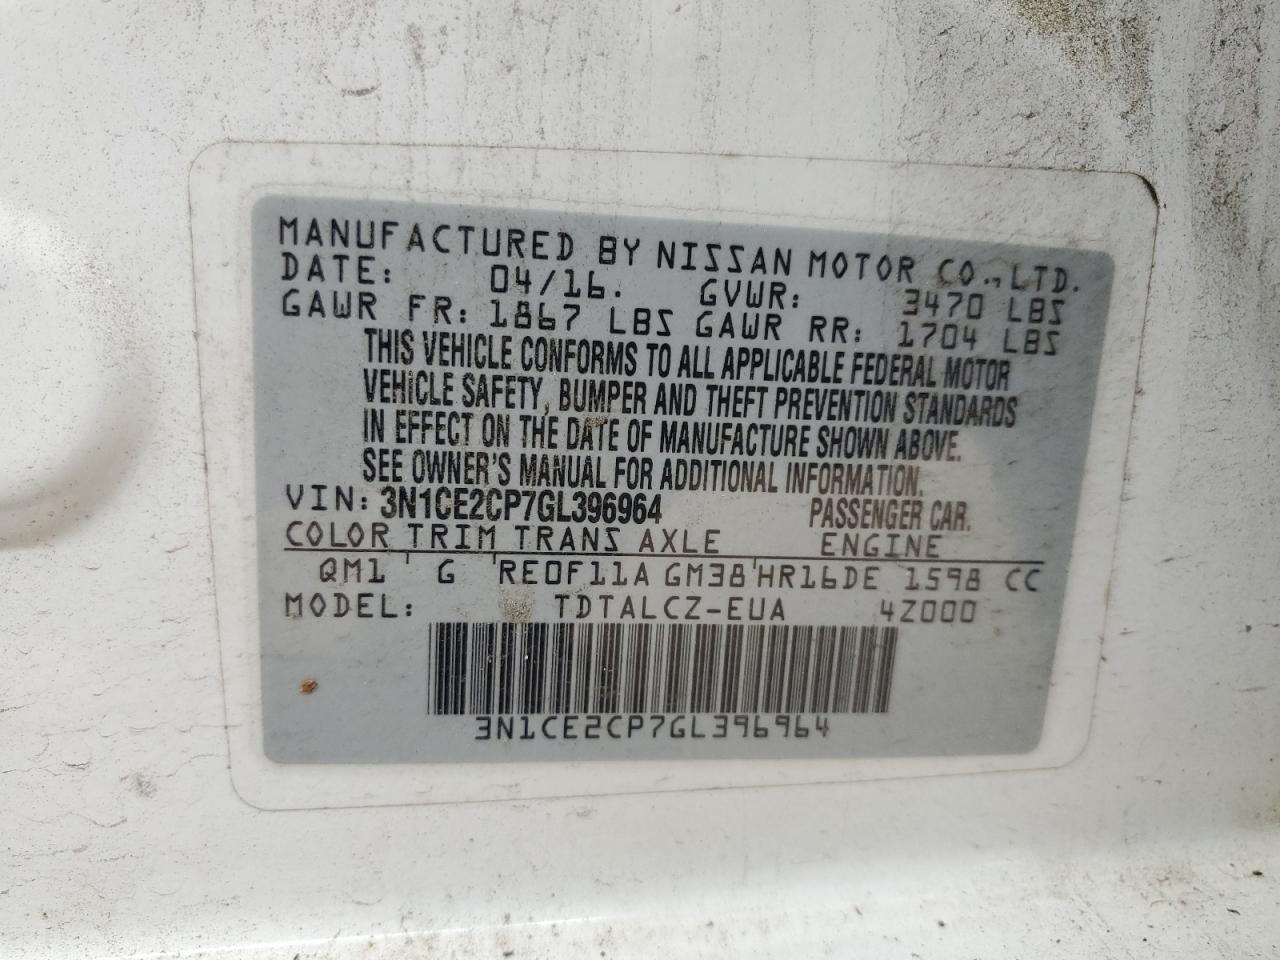 MANUFACTURED BY NISSAN MOTOR CO.,LTD.
DATE: 04/16. GVWR: 3470 LBS
GAWR FR: 1867 LBS GAWR RR: 1704 LBS
THIS VEHICLE CONFORMS TO ALL APPLICABLE FEDERAL MOTOR
VEHICLE SAFETY, BUMPER AND THEFT PREVENTION STANDARDS
IN EFFECT ON THE DATE OF MANUFACTURE SHOWN ABOVE.
SEE OWNER'S MANUAL FOR ADDITIONAL INFORMATION.
VIN: 3N1CE2CP7GL396964 PASSENGER CAR.
COLOR TRIM TRANS AXLE ENGINE
QM1 G RE0F11A GM38 HR16DE 1598 CC
MODEL: TDTALCZ-EUA 4Z000
3N1CE2CP7GL396964